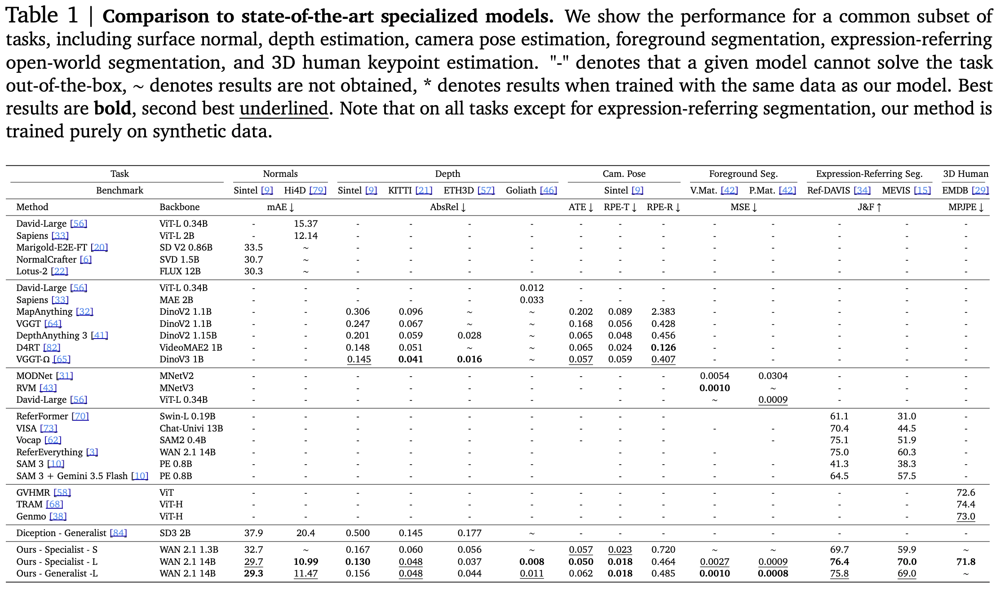 Table 1 | Comparison to state-of-the-art specialized models. We show the performance for a common subset of
tasks, including surface normal, depth estimation, camera pose estimation, foreground segmentation, expression-referring
open-world segmentation, and 3D human keypoint estimation. "-" denotes that a given model cannot solve the task
out-of-the-box, ~ denotes results are not obtained, * denotes results when trained with the same data as our model. Best
results are bold, second best underlined. Note that on all tasks except for expression-referring segmentation, our method is
trained purely on synthetic data.
Task Normals Depth Cam. Pose Foreground Seg. Expression-Referring Seg. 3D Human
Benchmark Sintel [9] Hi4D [79] Sintel [9] KITTI [21] ETH3D [57] Goliath [46] Sintel [9] V.Mat. [42] P.Mat. [42] Ref-DAVIS [34] MEVIS [15] EMDB [29]
Method Backbone mAE ↓ AbsRel ↓ ATE ↓ RPE-T ↓ RPE-R ↓ MSE ↓ J&F ↑ MPJPE ↓
David-Large [56] ViT-L 0.34B - 15.37 - - - - - - - - - - - -
Sapiens [33] ViT-L 2B - 12.14 - - - - - - - - - - - -
Marigold-E2E-FT [20] SD V2 0.86B 33.5 ~ - - - - - - - - - - - -
NormalCrafter [6] SVD 1.5B 30.7 ~ - - - - - - - - - - - -
Lotus-2 [22] FLUX 12B 30.3 ~ - - - - - - - - - - - -
David-Large [56] ViT-L 0.34B - - - - - 0.012 - - - - - - - -
Sapiens [33] MAE 2B - - - - - 0.033 - - - - - - - -
MapAnything [32] DinoV2 1.1B - - 0.306 0.096 ~ ~ 0.202 0.089 2.383 - - - - -
VGGT [64] DinoV2 1.1B - - 0.247 0.067 ~ ~ 0.168 0.056 0.428 - - - - -
DepthAnything 3 [41] DinoV2 1.15B - - 0.201 0.059 0.028 ~ 0.065 0.048 0.456 - - - - -
D4RT [82] VideoMAE2 1B - - 0.148 0.051 ~ ~ 0.065 0.024 0.126 - - - - -
VGGT-Ω [65] DinoV3 1B - - 0.145 0.041 0.016 ~ 0.057 0.059 0.407 - - - - -
MODNet [31] MNetV2 - - - - - - - - - 0.0054 0.0304 - - -
RVM [43] MNetV3 - - - - - - - - - 0.0010 ~ - - -
David-Large [56] ViT-L 0.34B - - - - - - - - - ~ 0.0009 - - -
ReferFormer [70] Swin-L 0.19B - - - - - - - - - 61.1 31.0 -
VISA [73] Chat-Univi 13B - - - - - - - - - - - 70.4 44.5 -
Vocap [62] SAM2 0.4B - - - - - - - - - - 75.1 51.9 -
ReferEverything [3] WAN 2.1 14B - - - - - - - - - - - 75.0 60.3 -
SAM 3 [10] PE 0.8B - - - - - - - - - - - 41.3 38.3 -
SAM 3 + Gemini 3.5 Flash [10] PE 0.8B - - - - - - - - - - - 64.5 57.5 -
GVHMR [58] ViT - - - - - - - - - - - - - 72.6
TRAM [68] ViT-H - - - - - - - - - - - - - 74.4
Genmo [38] ViT-H - - - - - - - - - - - - - 73.0
Diception - Generalist [84] SD3 2B 37.9 20.4 0.500 0.145 0.177 ~ - - - - - - - -
Ours - Specialist - S WAN 2.1 1.3B 32.7 ~ 0.167 0.060 0.056 ~ 0.057 0.023 0.720 ~ ~ 69.7 59.9 ~
Ours - Specialist - L WAN 2.1 14B 29.7 10.99 0.130 0.048 0.037 0.008 0.050 0.018 0.464 0.0027 0.0009 76.4 70.0 71.8
Ours - Generalist -L WAN 2.1 14B 29.3 11.47 0.156 0.048 0.044 0.011 0.062 0.018 0.485 0.0010 0.0008 75.8 69.0 ~